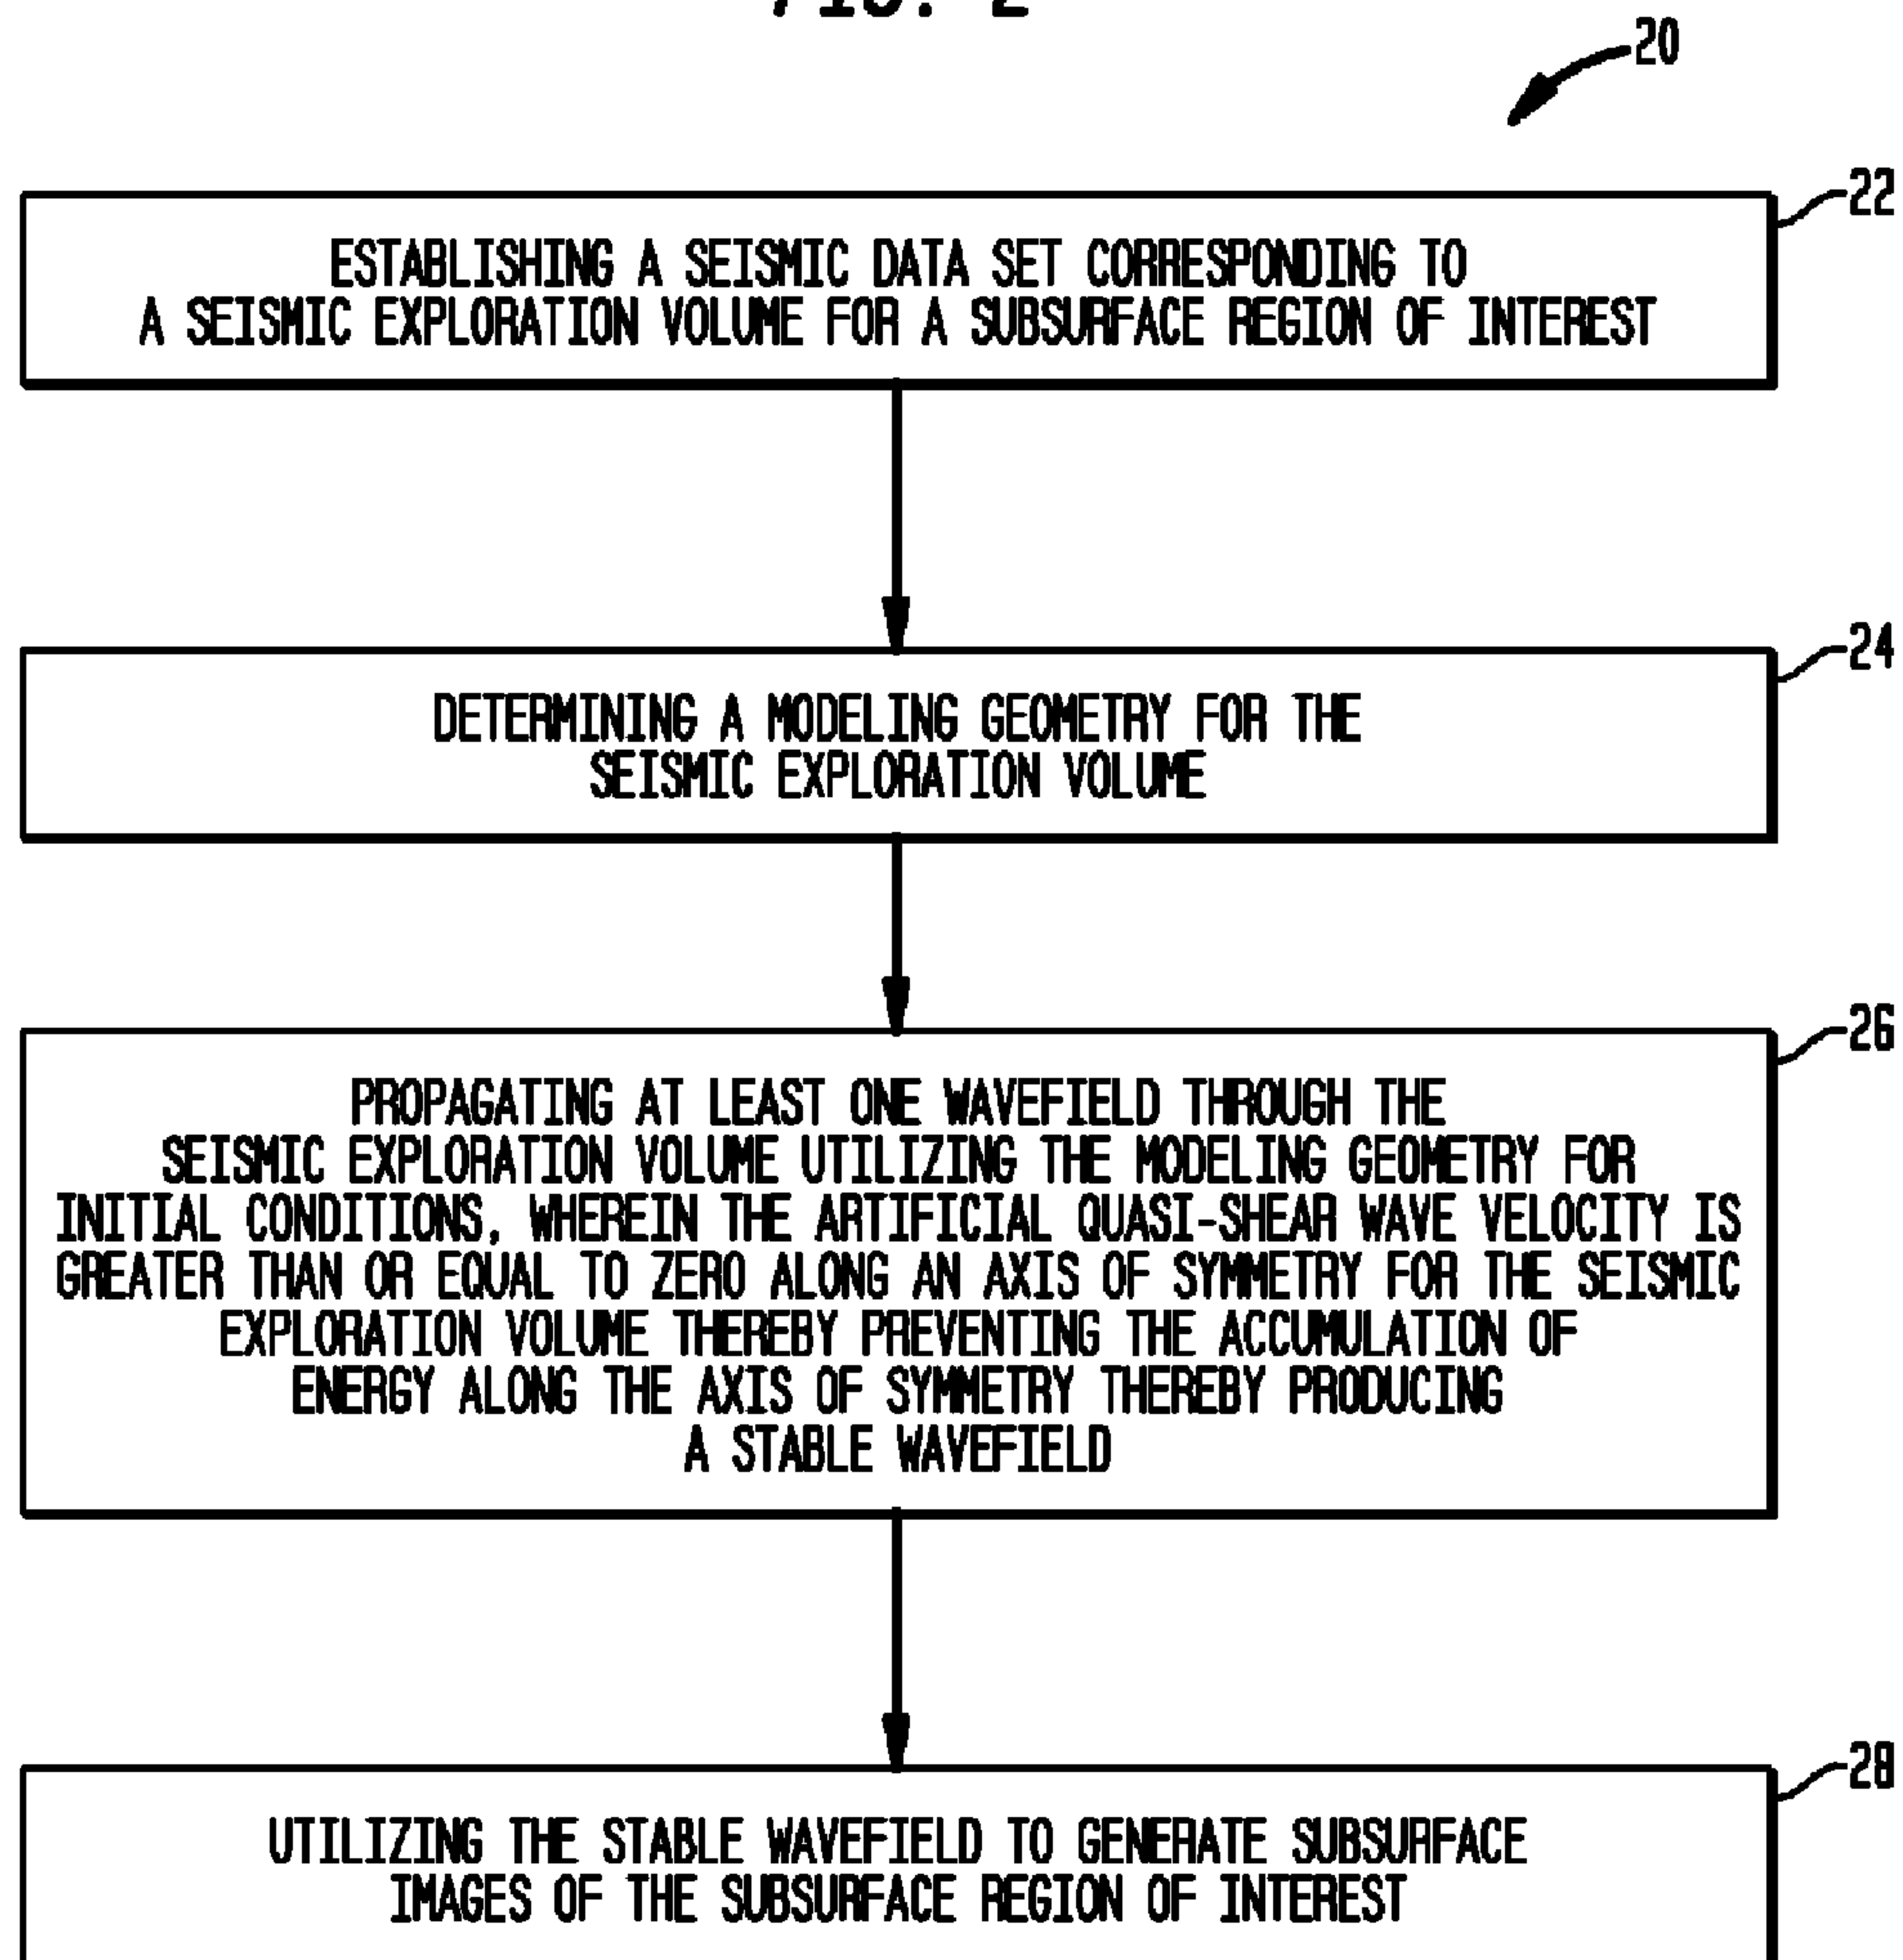 FIG. 2
20
22
ESTABLISHING A SEISMIC DATA SET CORRESPONDING TO
A SEISMIC EXPLORATION VOLUME FOR A SUBSURFACE REGION OF INTEREST
24
DETERMINING A MODELING GEOMETRY FOR THE
SEISMIC EXPLORATION VOLUME
26
PROPAGATING AT LEAST ONE WAVEFIELD THROUGH THE
SEISMIC EXPLORATION VOLUME UTILIZING THE MODELING GEOMETRY FOR
INITIAL CONDITIONS, WHEREIN THE ARTIFICIAL QUASI-SHEAR WAVE VELOCITY IS
GREATER THAN OR EQUAL TO ZERO ALONG AN AXIS OF SYMMETRY FOR THE SEISMIC
EXPLORATION VOLUME THEREBY PREVENTING THE ACCUMULATION OF
ENERGY ALONG THE AXIS OF SYMMETRY THEREBY PRODUCING
A STABLE WAVEFIELD
28
UTILIZING THE STABLE WAVEFIELD TO GENERATE SUBSURFACE
IMAGES OF THE SUBSURFACE REGION OF INTEREST